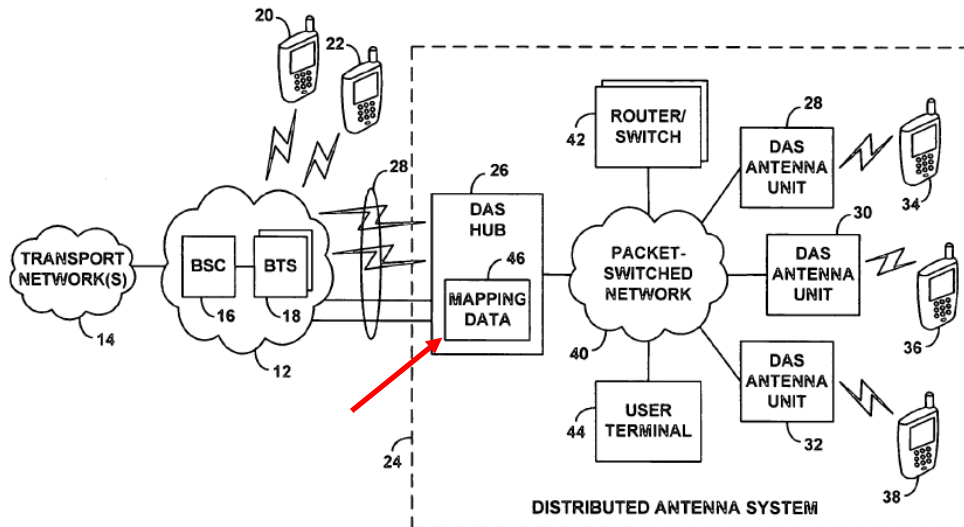 20
22
28
TRANSPORT
NETWORK(S)
14
BSC
16
BTS
18
12
24
26
DAS
HUB
46
MAPPING
DATA
42
ROUTER/
SWITCH
PACKET-
SWITCHED
NETWORK
40
44
USER
TERMINAL
28
DAS
ANTENNA
UNIT
34
30
DAS
ANTENNA
UNIT
36
DAS
ANTENNA
UNIT
32
38
DISTRIBUTED ANTENNA SYSTEM